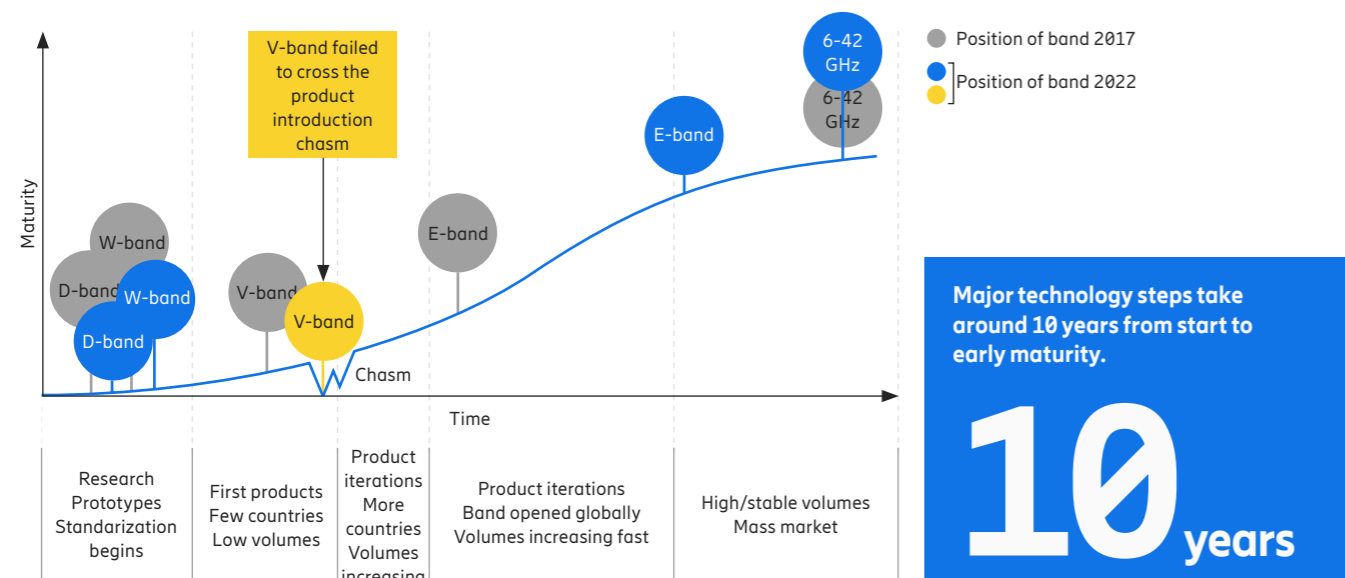 V-band failed
to cross the
product
introduction
chasm
6-42
GHz
6-42
GHz
Position of band 2017
Position of band 2022
E-band
E-band
W-band
D-band
W-band
D-band
V-band
V-band
Maturity
Chasm
Time
Research
Prototypes
Standarization
begins
First products
Few countries
Low volumes
Product
iterations
More
countries
Volumes
increasing
Product iterations
Band opened globally
Volumes increasing fast
High/stable volumes
Mass market
Major technology steps take
around 10 years from start to
early maturity.
10 years